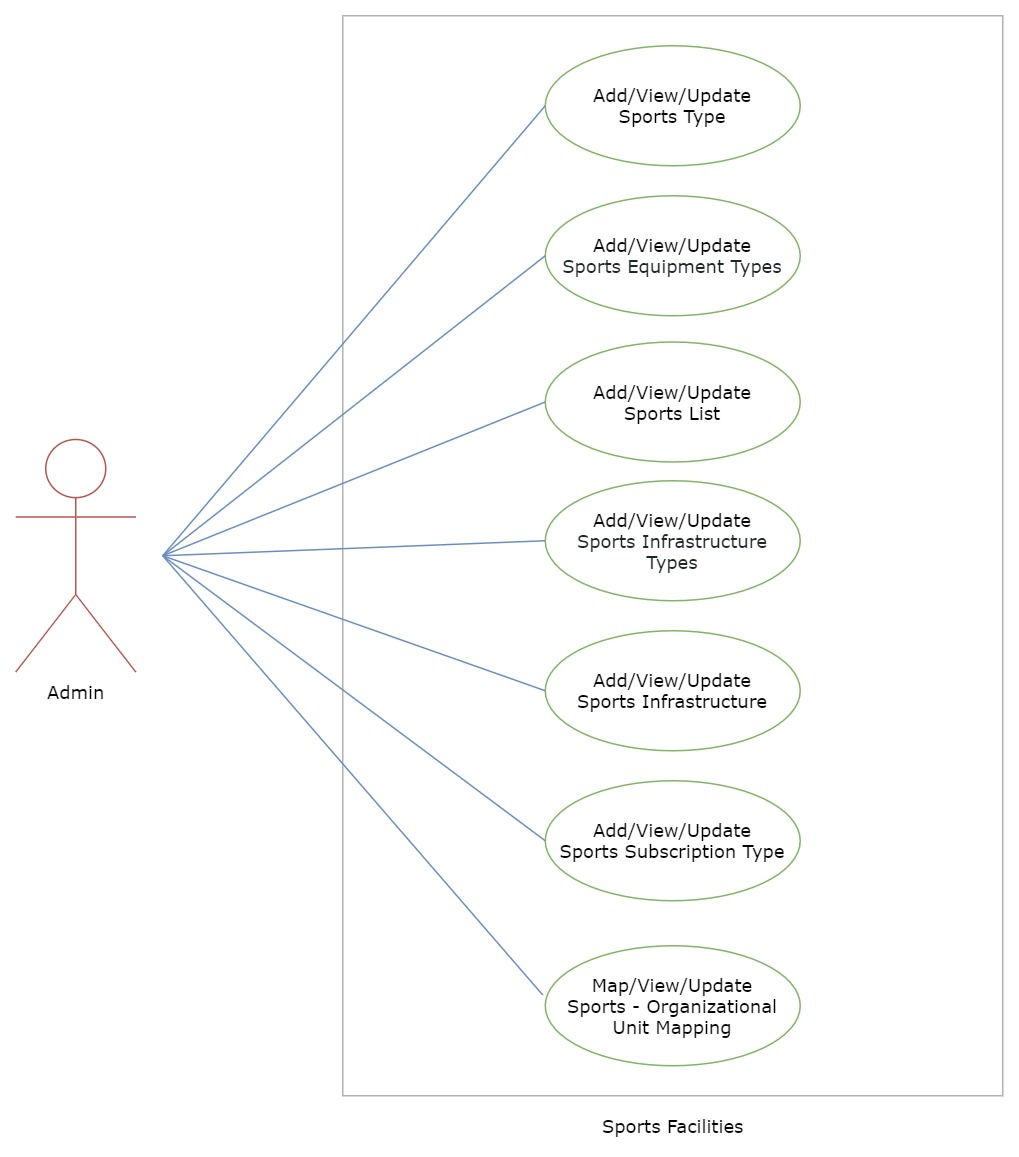 Add/View/Update
Sports Type
Add/View/Update
Sports Equipment Types
Add/View/Update
Sports List
Add/View/Update
Sports Infrastructure
Types
Add/View/Update
Sports Infrastructure
Add/View/Update
Sports Subscription Type
Map/View/Update
Sports - Organizational
Unit Mapping
Admin
Sports Facilities